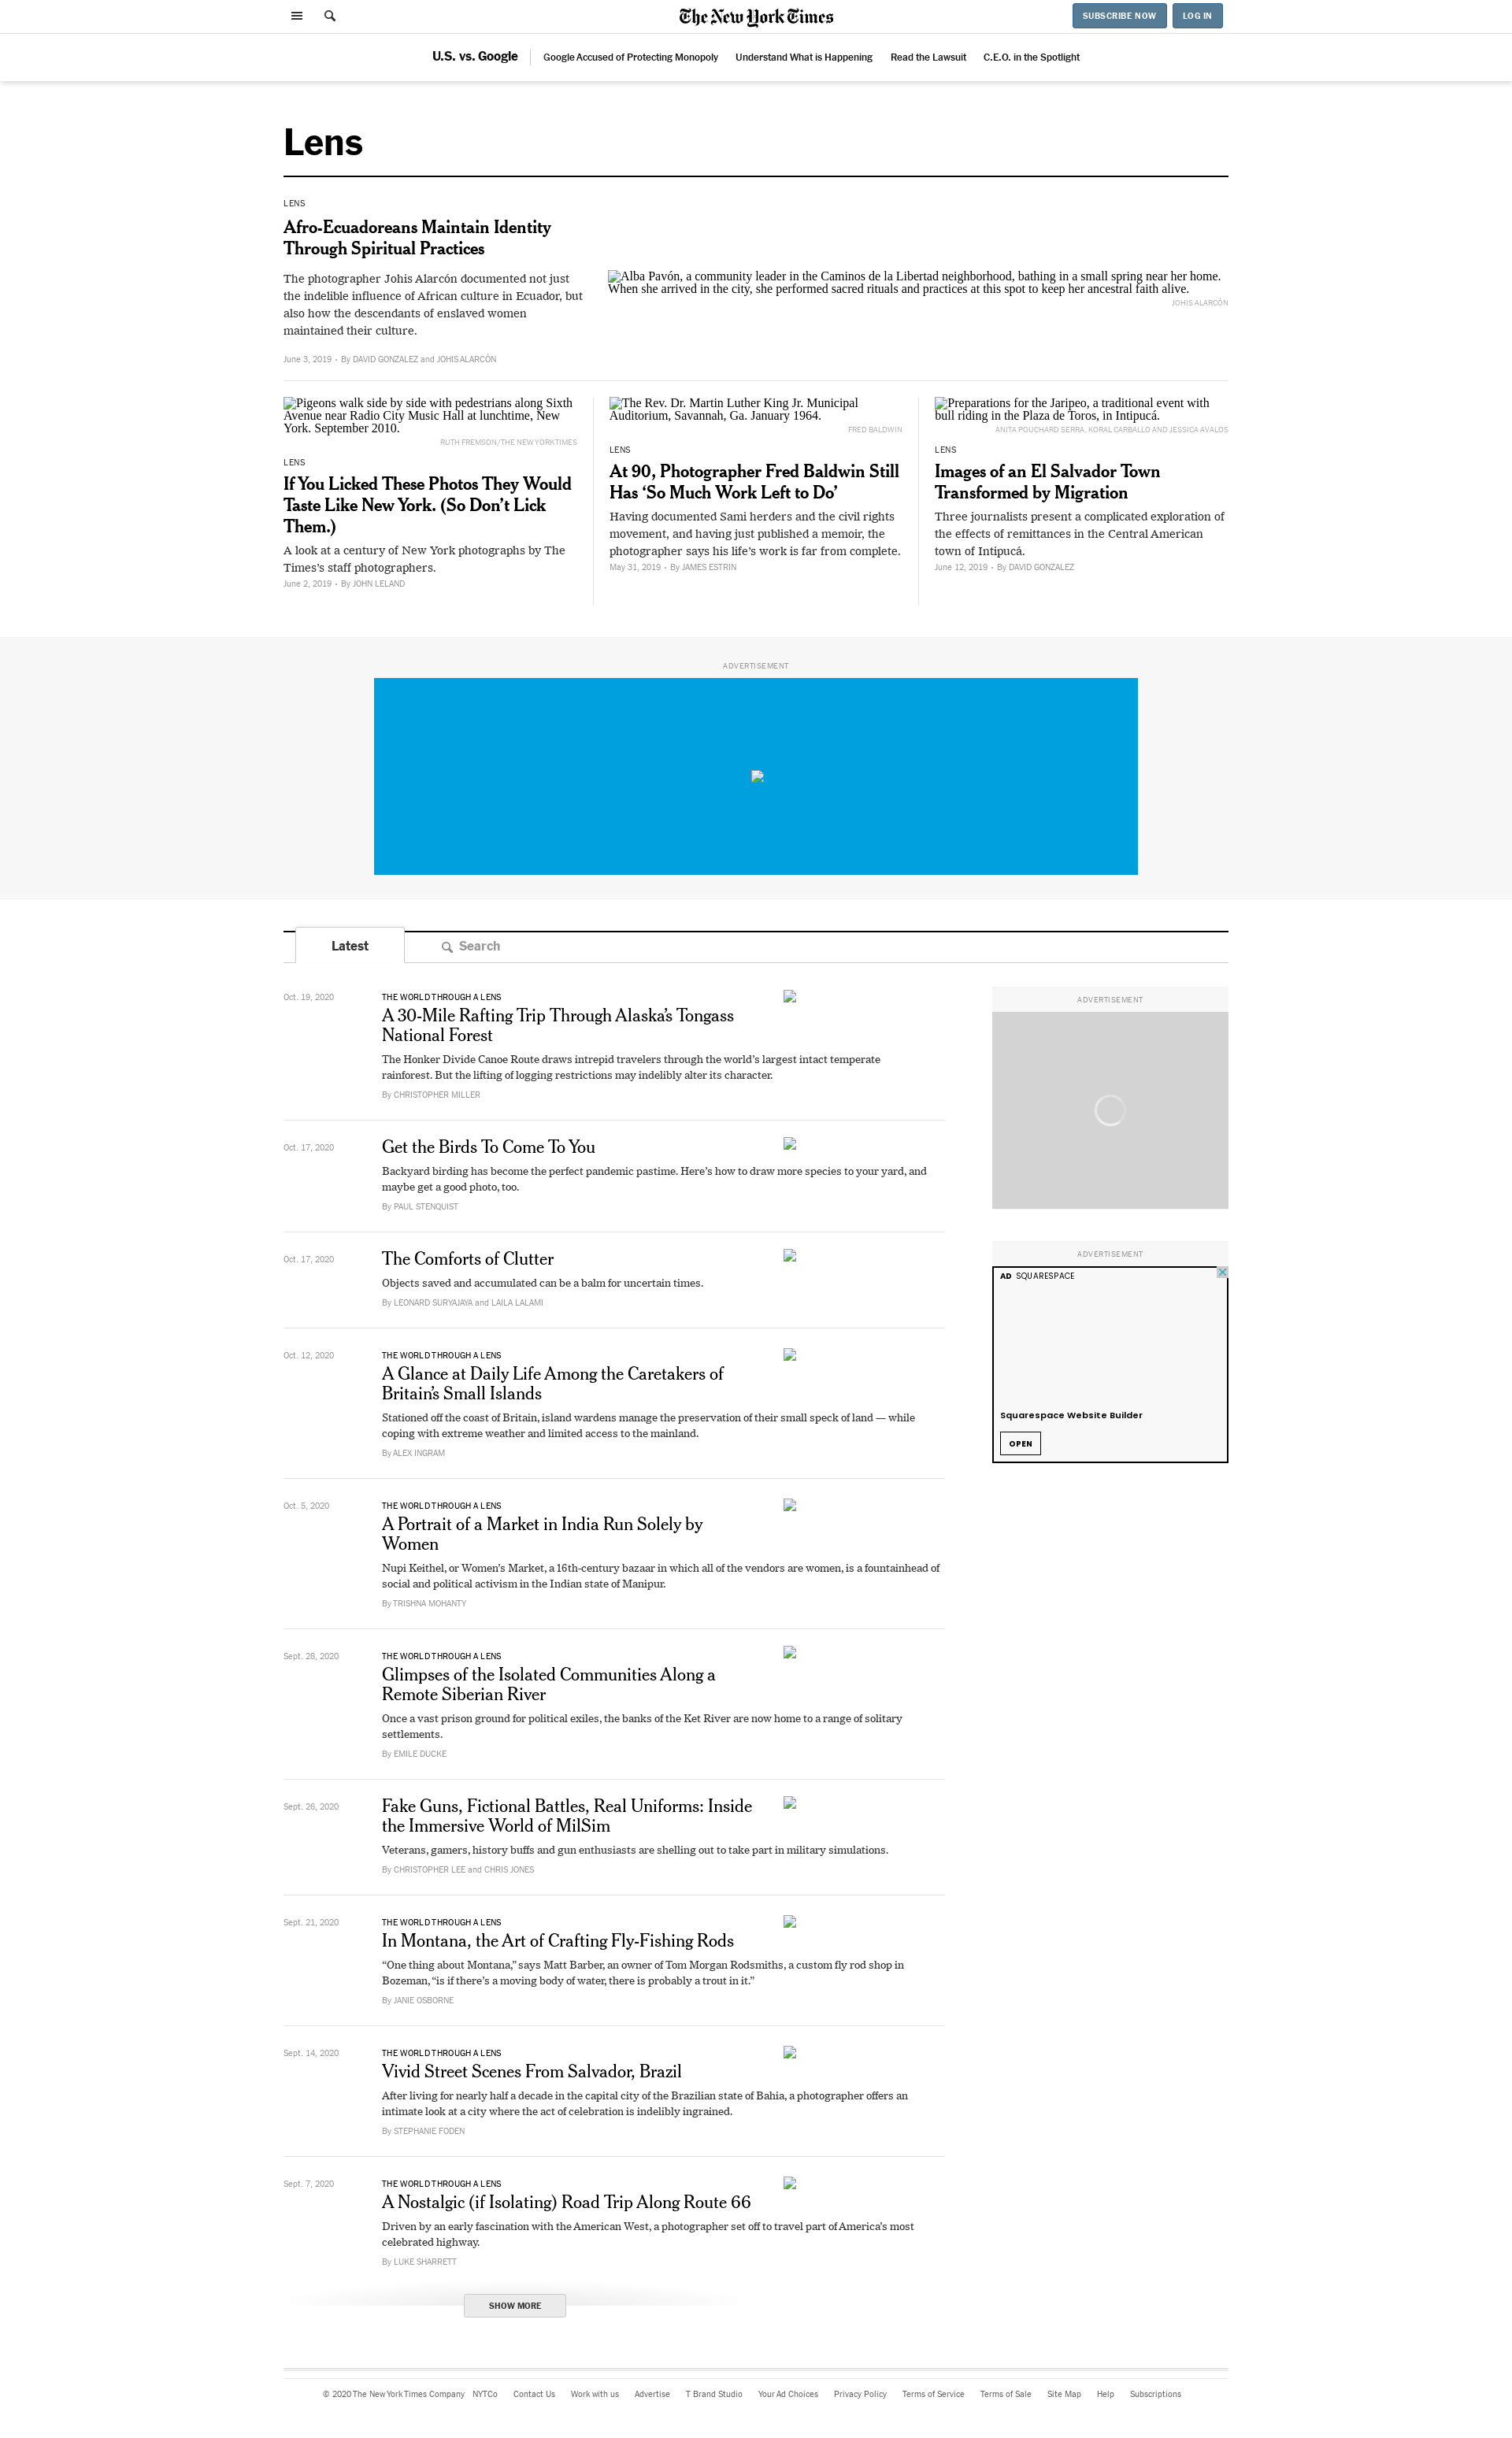 The New York Times
SUBSCRIBE NOW
LOG IN
U.S. vs. Google
Google Accused of Protecting Monopoly
Understand What is Happening
Read the Lawsuit
C.E.O. in the Spotlight
Lens
LENS
Afro-Ecuadoreans Maintain Identity
Through Spiritual Practices
The photographer Johis Alarcón documented not just
the indelible influence of African culture in Ecuador, but
also how the descendants of enslaved women
maintained their culture.
June 3, 2019 • By DAVID GONZALEZ and JOHIS ALARCÓN
Alba Pavón, a community leader in the Caminos de la Libertad neighborhood, bathing in a small spring near her home.
When she arrived in the city, she performed sacred rituals and practices at this spot to keep her ancestral faith alive.
JOHIS ALARCÓN
Pigeons walk side by side with pedestrians along Sixth
Avenue near Radio City Music Hall at lunchtime, New
York. September 2010.
RUTH FREMSON/THE NEW YORK TIMES
LENS
If You Licked These Photos They Would
Taste Like New York. (So Don’t Lick
Them.)
A look at a century of New York photographs by The
Times’s staff photographers.
June 2, 2019 • By JOHN LELAND
The Rev. Dr. Martin Luther King Jr. Municipal
Auditorium, Savannah, Ga. January 1964.
FRED BALDWIN
LENS
At 90, Photographer Fred Baldwin Still
Has ‘So Much Work Left to Do’
Having documented Sami herders and the civil rights
movement, and having just published a memoir, the
photographer says his life’s work is far from complete.
May 31, 2019 • By JAMES ESTRIN
Preparations for the Jaripeo, a traditional event with
bull riding in the Plaza de Toros, in Intipucá.
ANITA POUCHARD SERRA, KORAL CARBALLO AND JESSICA AVALOS
LENS
Images of an El Salvador Town
Transformed by Migration
Three journalists present a complicated exploration of
the effects of remittances in the Central American
town of Intipucá.
June 12, 2019 • By DAVID GONZALEZ
ADVERTISEMENT
Latest
Search
Oct. 19, 2020
THE WORLD THROUGH A LENS
A 30-Mile Rafting Trip Through Alaska’s Tongass
National Forest
The Honker Divide Canoe Route draws intrepid travelers through the world’s largest intact temperate
rainforest. But the lifting of logging restrictions may indelibly alter its character.
By CHRISTOPHER MILLER
Oct. 17, 2020
Get the Birds To Come To You
Backyard birding has become the perfect pandemic pastime. Here’s how to draw more species to your yard, and
maybe get a good photo, too.
By PAUL STENQUIST
Oct. 17, 2020
The Comforts of Clutter
Objects saved and accumulated can be a balm for uncertain times.
By LEONARD SURYAJAYA and LAILA LALAMI
Oct. 12, 2020
THE WORLD THROUGH A LENS
A Glance at Daily Life Among the Caretakers of
Britain’s Small Islands
Stationed off the coast of Britain, island wardens manage the preservation of their small speck of land — while
coping with extreme weather and limited access to the mainland.
By ALEX INGRAM
Oct. 5, 2020
THE WORLD THROUGH A LENS
A Portrait of a Market in India Run Solely by
Women
Nupi Keithel, or Women’s Market, a 16th-century bazaar in which all of the vendors are women, is a fountainhead of
social and political activism in the Indian state of Manipur.
By TRISHNA MOHANTY
Sept. 28, 2020
THE WORLD THROUGH A LENS
Glimpses of the Isolated Communities Along a
Remote Siberian River
Once a vast prison ground for political exiles, the banks of the Ket River are now home to a range of solitary
settlements.
By EMILE DUCKE
Sept. 26, 2020
Fake Guns, Fictional Battles, Real Uniforms: Inside
the Immersive World of MilSim
Veterans, gamers, history buffs and gun enthusiasts are shelling out to take part in military simulations.
By CHRISTOPHER LEE and CHRIS JONES
Sept. 21, 2020
THE WORLD THROUGH A LENS
In Montana, the Art of Crafting Fly-Fishing Rods
“One thing about Montana,” says Matt Barber, an owner of Tom Morgan Rodsmiths, a custom fly rod shop in
Bozeman, “is if there’s a moving body of water, there is probably a trout in it.”
By JANIE OSBORNE
Sept. 14, 2020
THE WORLD THROUGH A LENS
Vivid Street Scenes From Salvador, Brazil
After living for nearly half a decade in the capital city of the Brazilian state of Bahia, a photographer offers an
intimate look at a city where the act of celebration is indelibly ingrained.
By STEPHANIE FODEN
Sept. 7, 2020
THE WORLD THROUGH A LENS
A Nostalgic (if Isolating) Road Trip Along Route 66
Driven by an early fascination with the American West, a photographer set off to travel part of America’s most
celebrated highway.
By LUKE SHARRETT
SHOW MORE
ADVERTISEMENT
ADVERTISEMENT
AD SQUARESPACE
Squarespace Website Builder
OPEN
© 2020 The New York Times Company
NYTCo
Contact Us
Work with us
Advertise
T Brand Studio
Your Ad Choices
Privacy Policy
Terms of Service
Terms of Sale
Site Map
Help
Subscriptions